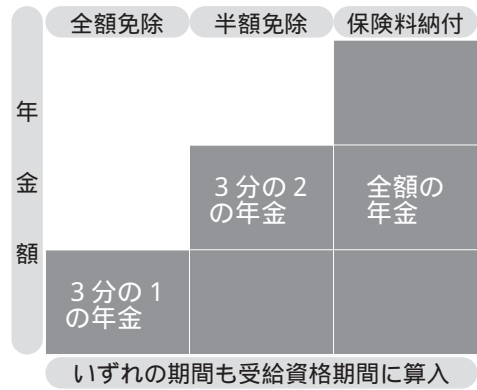 全額免除 半額免除 保険料納付
年金額
3分の2
の年金
全額の
年金
3分の1
の年金
いずれの期間も受給資格期間に算入